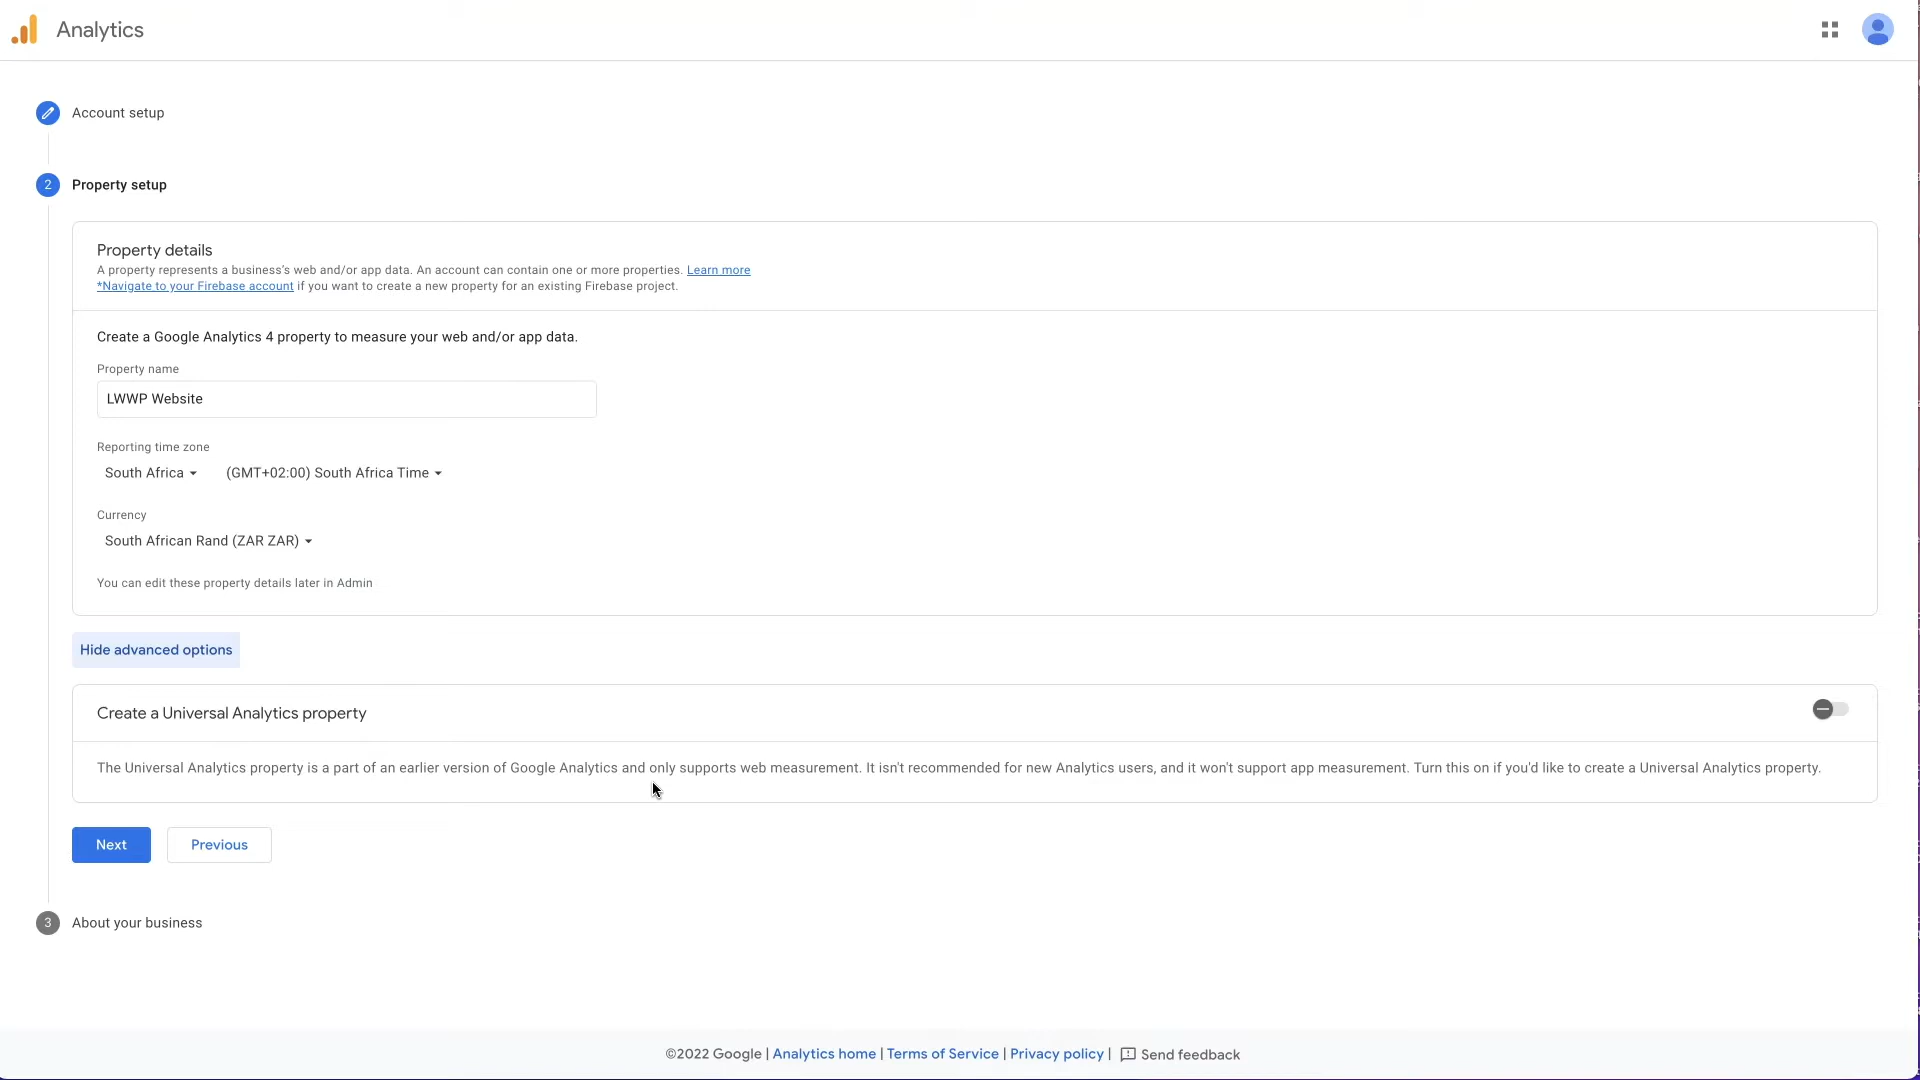 Analytics
Account setup
2
Property setup
Property details
A property represents a business's web and/or app data. An account can contain one or more properties. Learn more
*Navigate to your Firebase account if you want to create a new property for an existing Firebase project.
Create a Google Analytics 4 property to measure your web and/or app data.
Property name
LWWP Website
Reporting time zone
South Africa (GMT+02:00) South Africa Time
Currency
South African Rand (ZAR ZAR)
You can edit these property details later in Admin
Hide advanced options
Create a Universal Analytics property
The Universal Analytics property is a part of an earlier version of Google Analytics and only supports web measurement. It isn't recommended for new Analytics users, and it won't support app measurement. Turn this on if you'd like to create a Universal Analytics property.
Next Previous
3
About your business
©2022 Google | Analytics home | Terms of Service | Privacy policy | Send feedback